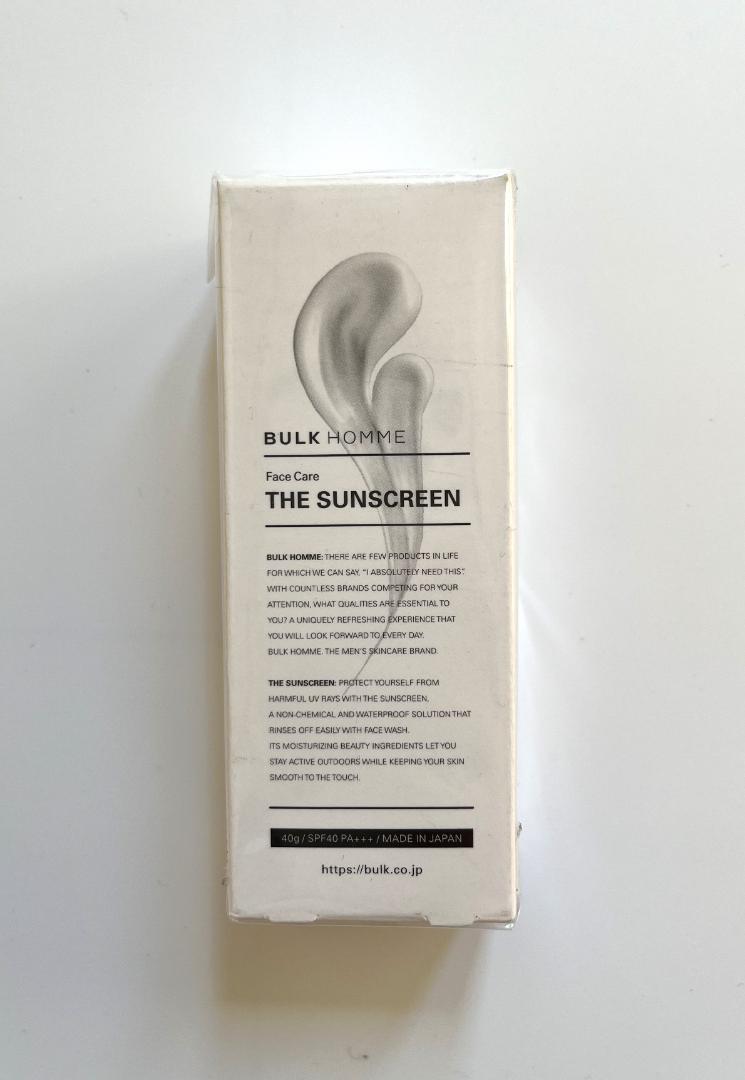 BULK HOMME
Face Care
THE SUNSCREEN
BULK HOMME: THERE ARE FEW PRODUCTS IN LIFE
FOR WHICH WE CAN SAY, "I ABSOLUTELY NEED THIS".
WITH COUNTLESS BRANDS COMPETING FOR YOUR
ATTENTION, WHAT QUALITIES ARE ESSENTIAL TO
YOU? A UNIQUELY REFRESHING EXPERIENCE THAT
YOU WILL LOOK FORWARD TO EVERY DAY.
BULK HOMME. THE MEN'S SKINCARE BRAND.
THE SUNSCREEN: PROTECT YOURSELF FROM
HARMFUL UV RAYS WITH THE SUNSCREEN,
A NON-CHEMICAL AND WATERPROOF SOLUTION THAT
RINSES OFF EASILY WITH FACE WASH.
ITS MOISTURIZING BEAUTY INGREDIENTS LET YOU
STAY ACTIVE OUTDOORS WHILE KEEPING YOUR SKIN
SMOOTH TO THE TOUCH.
40g / SPF40 PA+++ / MADE IN JAPAN
https://bulk.co.jp